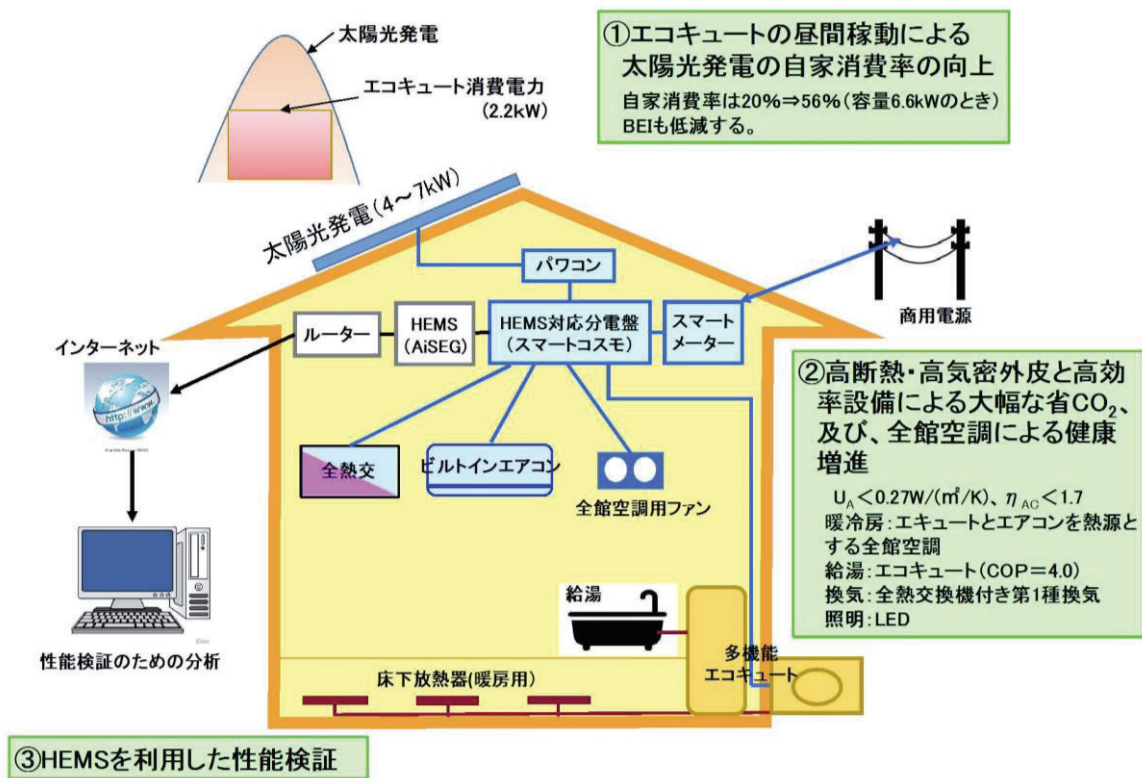 太陽光発電
エコキュート消費電力
(2.2kW)
①エコキュートの昼間稼動による
太陽光発電の自家消費率の向上
自家消費率は20%⇒56%(容量6.6kWのとき)
BEIも低減する。
太陽光発電(4～7kW)
パワコン
ルーター
HEMS
(AiSEG)
HEMS対応分電盤
(スマートコスモ)
スマート
メーター
商用電源
インターネット
http://www.
全熱交
ビルトインエアコン
全館空調用ファン
②高断熱・高気密外皮と高効
率設備による大幅な省CO₂、
及び、全館空調による健康
増進
U_A＜0.27W/(㎡/K)、η_AC＜1.7
暖冷房：エキュートとエアコンを熱源と
する全館空調
給湯：エコキュート(COP＝4.0)
換気：全熱交換機付き第1種換気
照明：LED
性能検証のための分析
給湯
多機能
エコキュート
床下放熱器(暖房用)
③HEMSを利用した性能検証